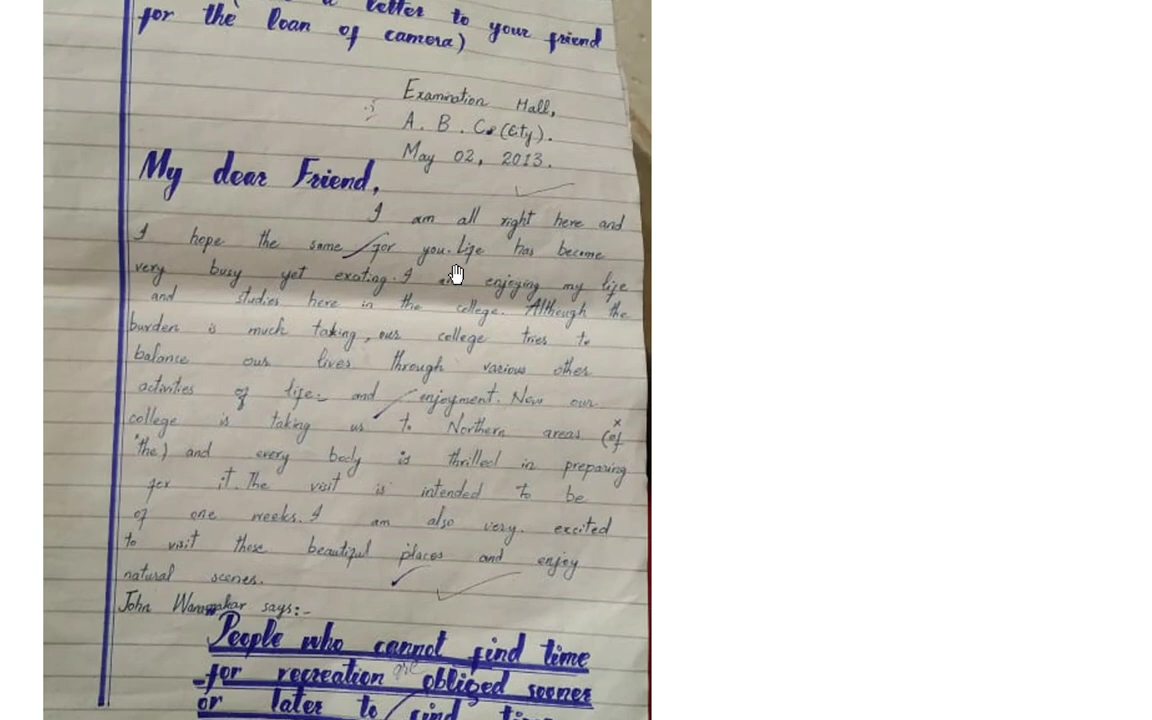 a letter to your friend
for the loan of camera)
Examination Hall,
A. B. C. (City).
May 02, 2013.
My dear Friend,
I am all right here and
I hope the same for you. Life has become
very busy yet exating. I am enjoying my life
and studies here in the college. Although the
burden is much taking, our college tries to
balance our lives through various other
activities of life. and enjoyment. Now our
college is taking us to Northern areas (of
the) and every body is thrilled in preparing
for it. The visit is intended to be
of one weeks. I am also very excited
to visit these beautiful places and enjoy
natural scenes.
John says:-
People who cannot find time
for recreation are obliged sooner
or later to find time